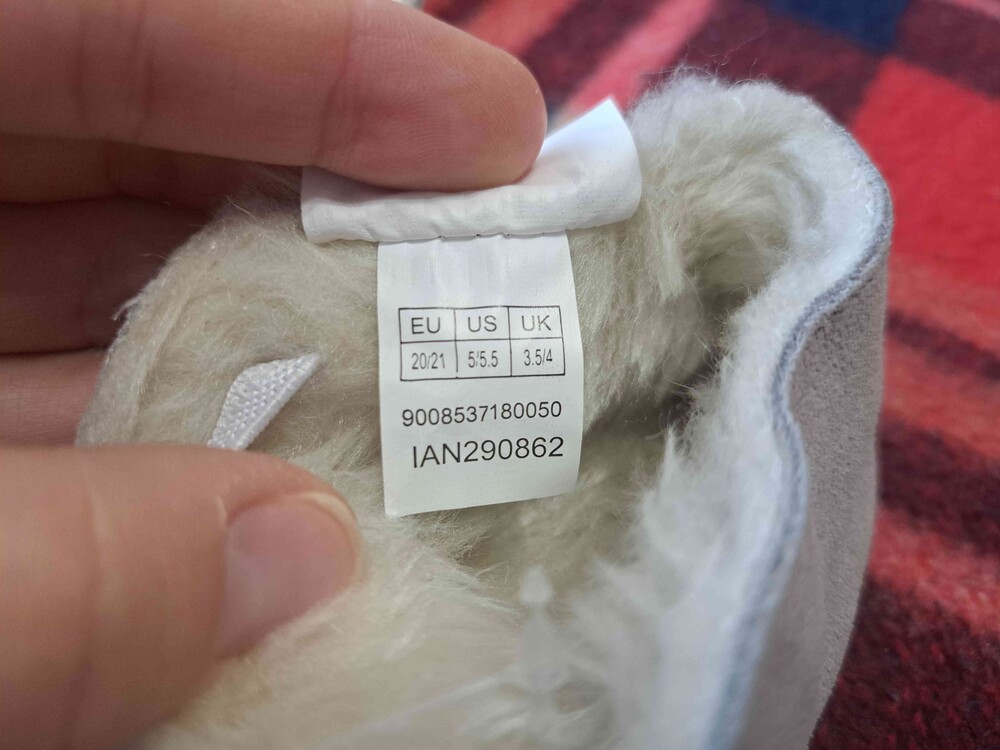 EU US UK
20/21 5/5.5 3.5/4
9008537180050
IAN290862